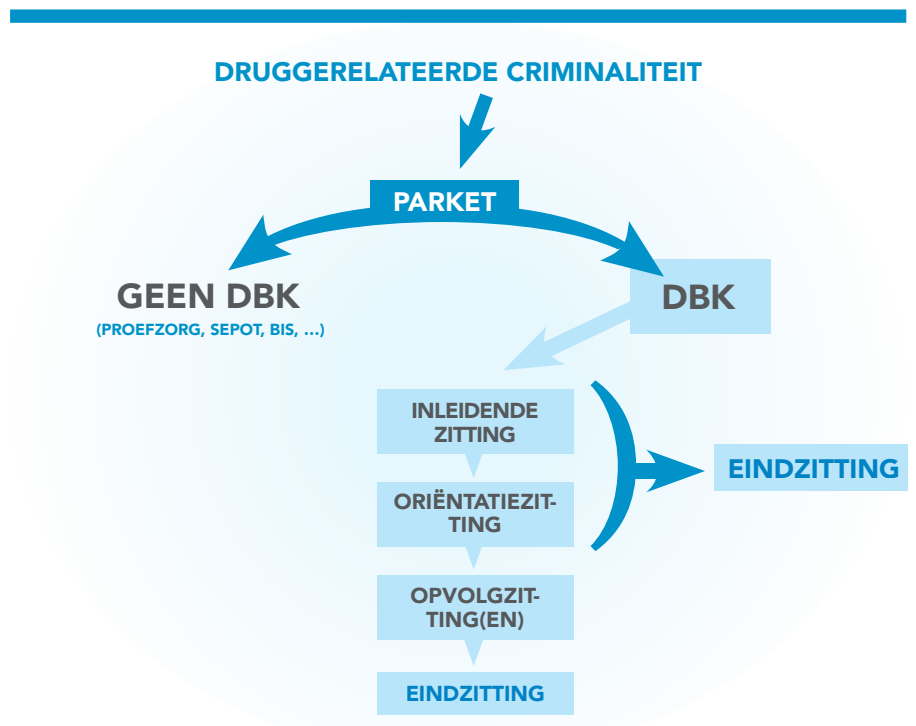 DRUGGERELATEERDE CRIMINALITEIT
PARKET
GEEN DBK
(PROEFZORG, SEPOT, BIS, ...)
DBK
INLEIDENDE
ZITTING
ORIËNTATIEZIT-
TING
EINDZITTING
OPVOLGZIT-
TING(EN)
EINDZITTING